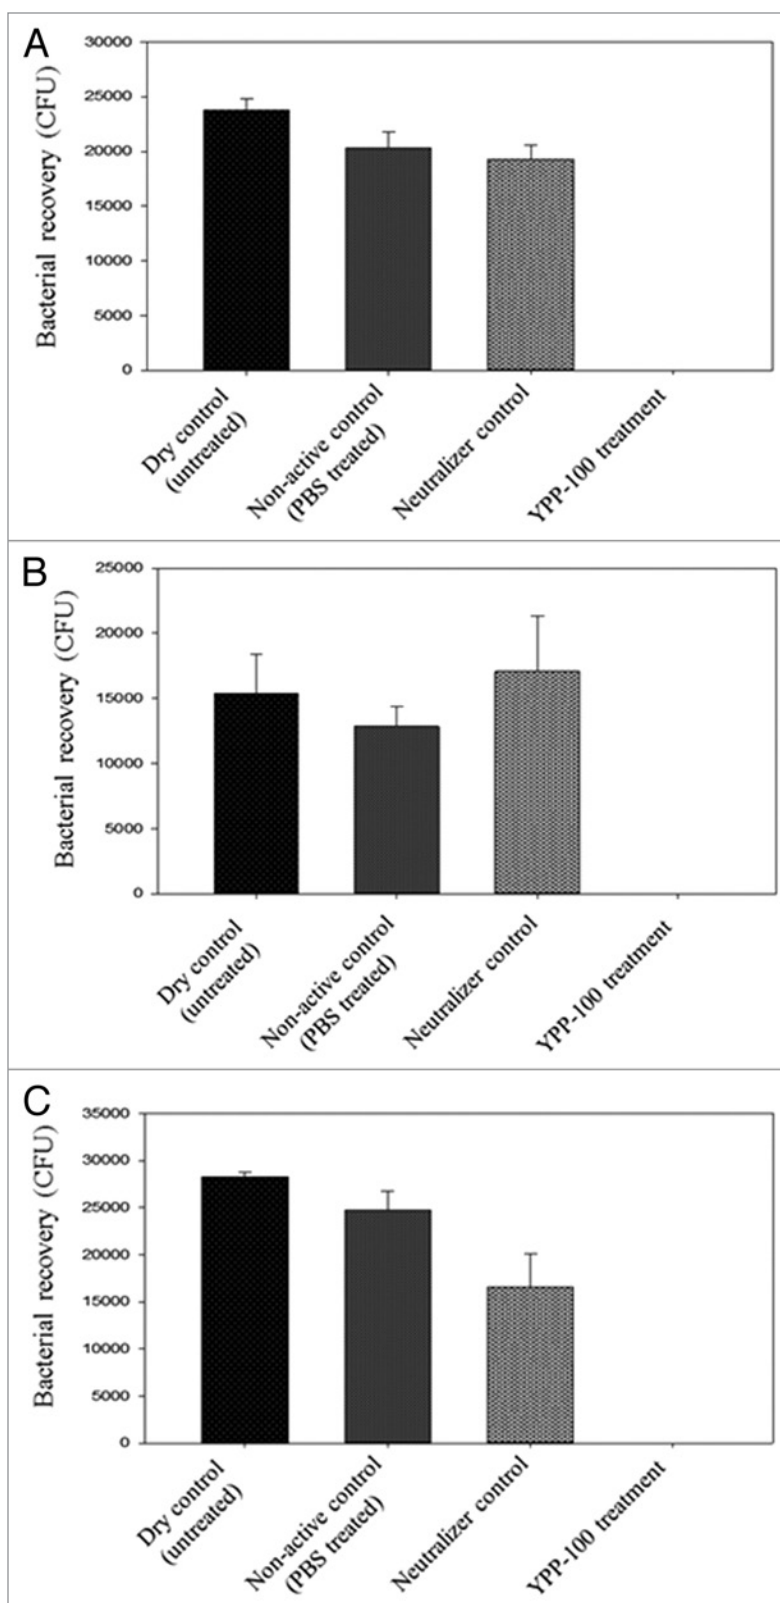 A
Bacterial recovery (CFU)
30000
25000
20000
15000
10000
5000
0
Dry control
(untreated)
Non-active control
(PBS treated)
Neutralizer control
YPP-100 treatment
B
Bacterial recovery (CFU)
25000
20000
15000
10000
5000
0
Dry control
(untreated)
Non-active control
(PBS treated)
Neutralizer control
YPP-100 treatment
C
Bacterial recovery (CFU)
35000
30000
25000
20000
15000
10000
5000
0
Dry control
(untreated)
Non-active control
(PBS treated)
Neutralizer control
YPP-100 treatment